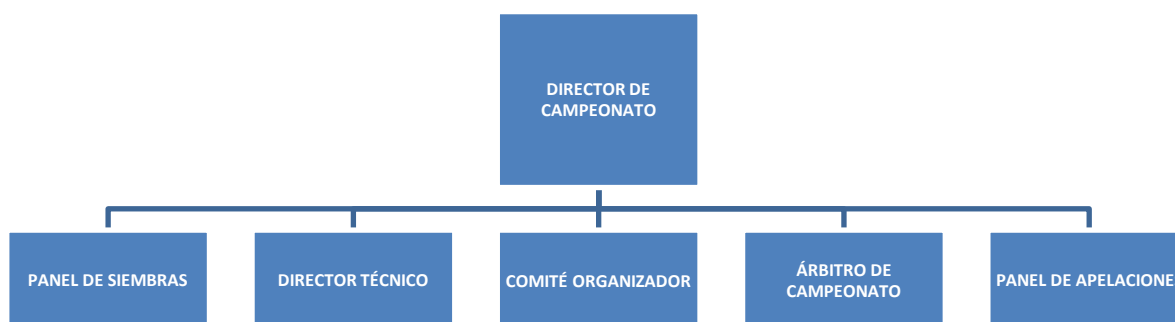 DIRECTOR DE
CAMPEONATO
PANEL DE SIEMBRAS
DIRECTOR TÉCNICO
COMITÉ ORGANIZADOR
ÁRBITRO DE
CAMPEONATO
PANEL DE APELACIONE